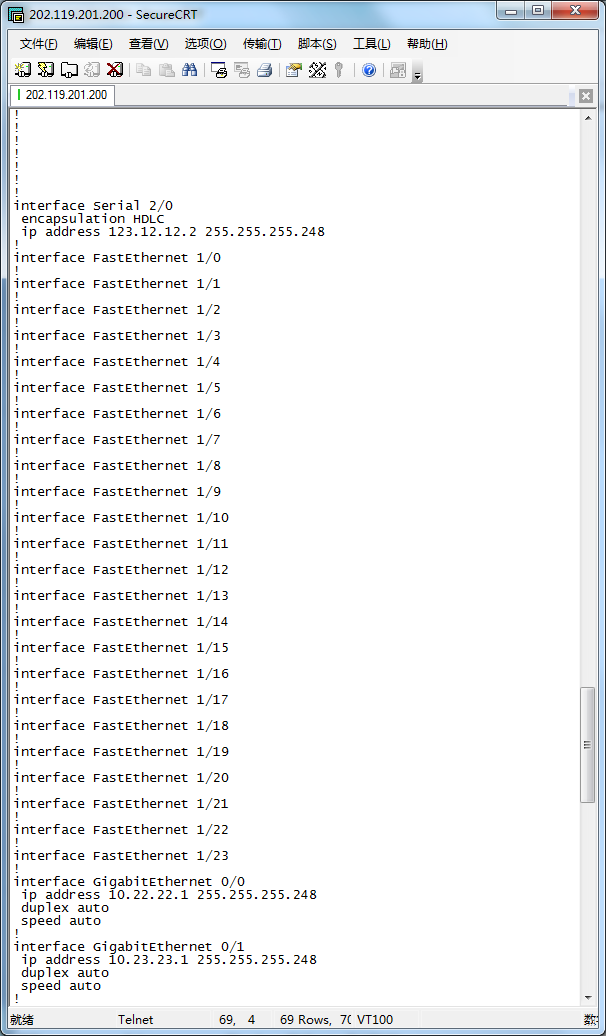 202.119.201.200 - SecureCRT
文件(F) 编辑(E) 查看(V) 选项(O) 传输(T) 脚本(S) 工具(L) 帮助(H)
202.119.201.200
!
!
!
!
!
!
!
interface Serial 2/0
 encapsulation HDLC
 ip address 123.12.12.2 255.255.255.248
!
interface FastEthernet 1/0
!
interface FastEthernet 1/1
!
interface FastEthernet 1/2
!
interface FastEthernet 1/3
!
interface FastEthernet 1/4
!
interface FastEthernet 1/5
!
interface FastEthernet 1/6
!
interface FastEthernet 1/7
!
interface FastEthernet 1/8
!
interface FastEthernet 1/9
!
interface FastEthernet 1/10
!
interface FastEthernet 1/11
!
interface FastEthernet 1/12
!
interface FastEthernet 1/13
!
interface FastEthernet 1/14
!
interface FastEthernet 1/15
!
interface FastEthernet 1/16
!
interface FastEthernet 1/17
!
interface FastEthernet 1/18
!
interface FastEthernet 1/19
!
interface FastEthernet 1/20
!
interface FastEthernet 1/21
!
interface FastEthernet 1/22
!
interface FastEthernet 1/23
!
interface GigabitEthernet 0/0
 ip address 10.22.22.1 255.255.255.248
 duplex auto
 speed auto
!
interface GigabitEthernet 0/1
 ip address 10.23.23.1 255.255.255.248
 duplex auto
 speed auto
!
就绪 Telnet 69, 4 69 Rows, 70 VT100 数